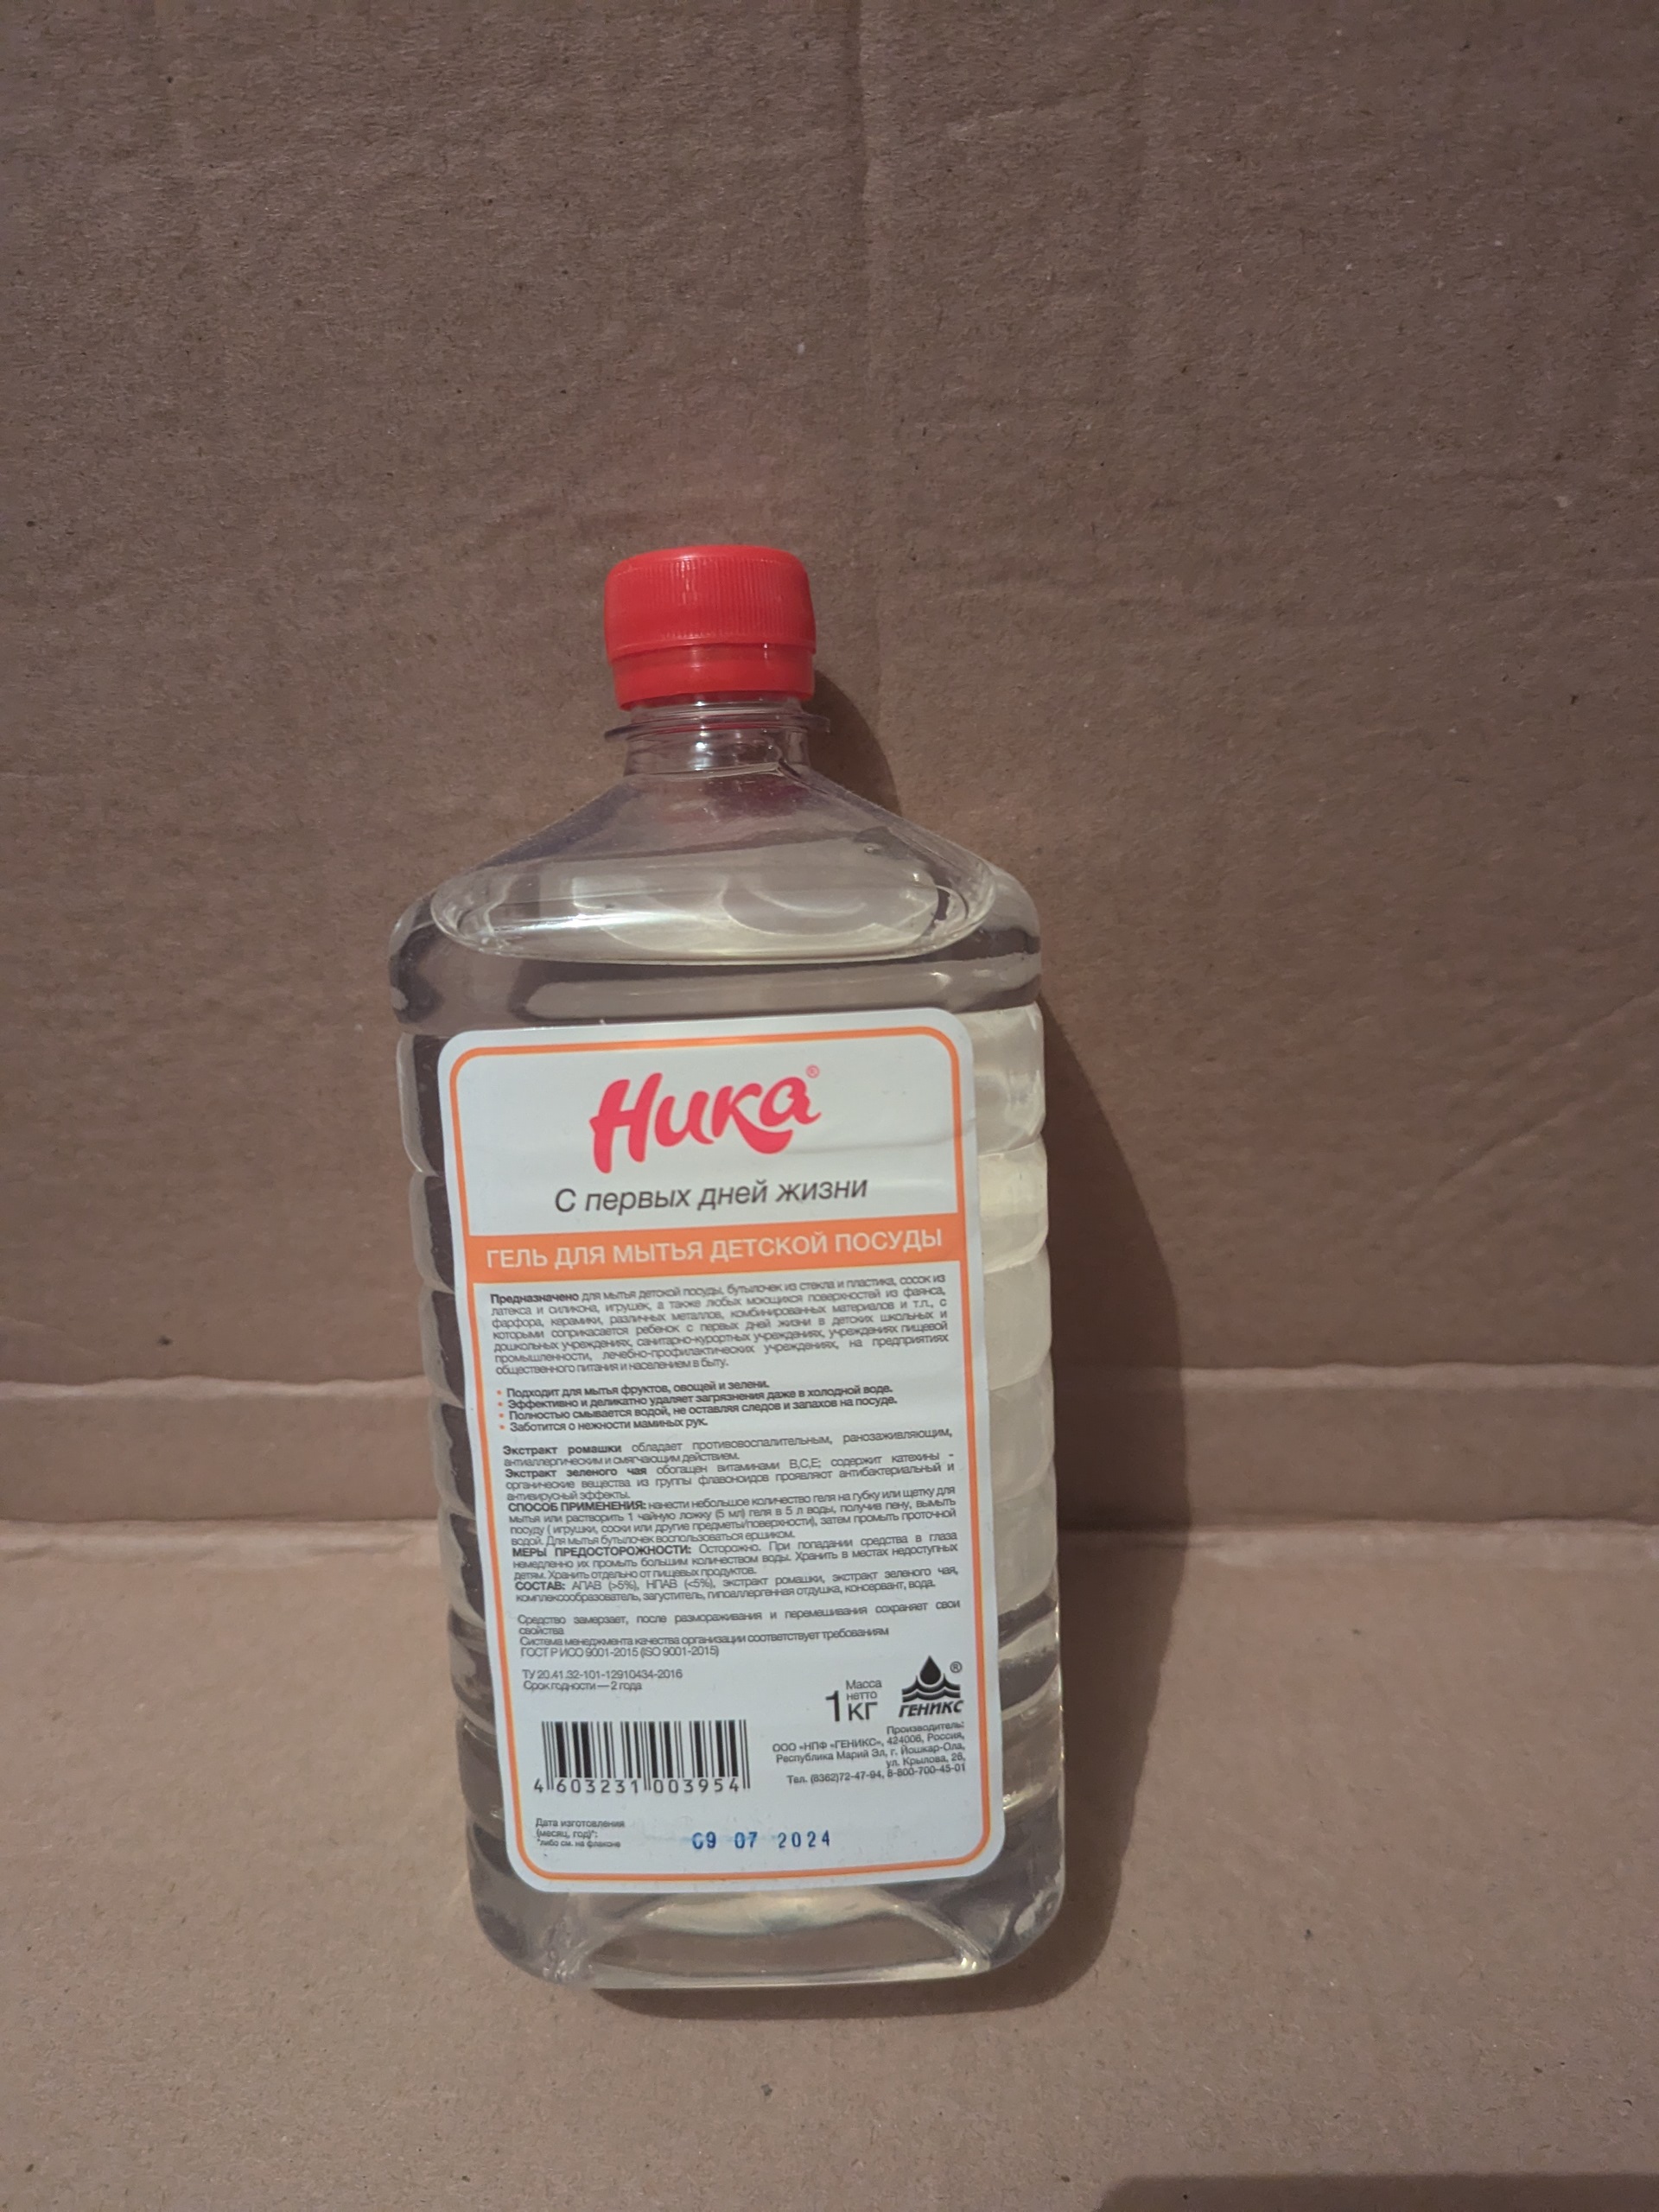 Ника®
С первых дней жизни
ГЕЛЬ ДЛЯ МЫТЬЯ ДЕТСКОЙ ПОСУДЫ
Предназначено для мытья детской посуды, бутылочек из стекла и пластика, сосок из
латекса и силикона, игрушек, а также любых моющихся поверхностей из фаянса,
фарфора, керамики, различных металлов, комбинированных материалов и т.п., с
которыми соприкасается ребенок с первых дней жизни в детских школьных и
дошкольных учреждениях, санитарно-курортных учреждениях, учреждениях пищевой
промышленности, лечебно-профилактических учреждениях, на предприятиях
общественного питания и населением в быту.
• Подходит для мытья фруктов, овощей и зелени.
• Эффективно и деликатно удаляет загрязнения даже в холодной воде.
• Полностью смывается водой, не оставляя следов и запахов на посуде.
• Заботится о нежности маминых рук.
Экстракт ромашки обладает противовоспалительным, ранозаживляющим,
антиаллергическим и смягчающим действием.
Экстракт зеленого чая обогащен витаминами В,С,Е; содержит катехины -
органические вещества из группы флавоноидов проявляют антибактериальный и
антивирусный эффекты.
СПОСОБ ПРИМЕНЕНИЯ: нанести небольшое количество геля на губку или щетку для
мытья или растворить 1 чайную ложку (5 мл) геля в 5 л воды, получив пену, вымыть
посуду ( игрушки, соски или другие предметы/поверхности), затем промыть проточной
водой. Для мытья бутылочек воспользоваться ершиком.
МЕРЫ ПРЕДОСТОРОЖНОСТИ: Осторожно. При попадании средства в глаза
немедленно их промыть большим количеством воды. Хранить в местах недоступных
детям. Хранить отдельно от пищевых продуктов.
СОСТАВ: АПАВ (>5%), НПАВ (<5%), экстракт ромашки, экстракт зеленого чая,
комплексообразователь, загуститель, гипоаллергенная отдушка, консервант, вода.
Средство замерзает, после размораживания и перемешивания сохраняет свои
свойства
Система менеджмента качества организации соответствует требованиям
ГОСТ Р ИСО 9001-2015 (ISO 9001-2015)
ТУ 20.41.32-101-12910434-2016
Срок годности — 2 года
Масса
нетто
1 кг
®
ГЕНИКС
Производитель:
ООО «НПФ «ГЕНИКС», 424006, Россия,
Республика Марий Эл, г. Йошкар-Ола,
ул. Крылова, 26,
Тел. (8362)72-47-94, 8-800-700-45-01
4 603231 003954
Дата изготовления
(месяц, год)*:
*либо см. на флаконе
09 07 2024